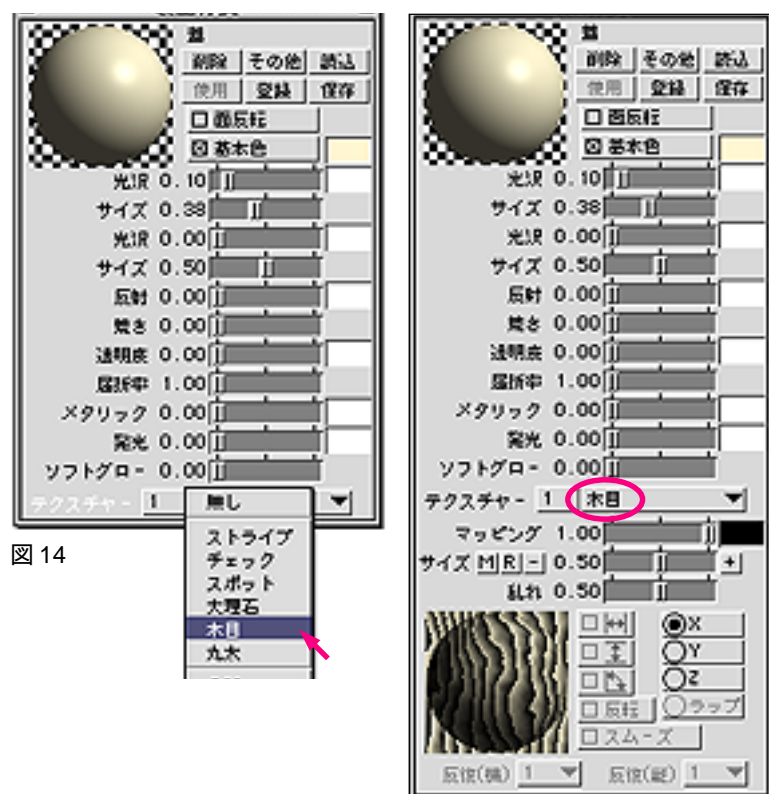 蓋
削除 その他 読込
使用 登録 保存
面反転
基本色
光沢 0.10
サイズ 0.38
光沢 0.00
サイズ 0.50
反射 0.00
荒さ 0.00
透明度 0.00
屈折率 1.00
メタリック 0.00
発光 0.00
ソフトグロー 0.00
テクスチャー 1 無し
ストライプ
チェック
スポット
大理石
木目
丸太
図 14
蓋
削除 その他 読込
使用 登録 保存
面反転
基本色
光沢 0.10
サイズ 0.38
光沢 0.00
サイズ 0.50
反射 0.00
荒さ 0.00
透明度 0.00
屈折率 1.00
メタリック 0.00
発光 0.00
ソフトグロー 0.00
テクスチャー 1 木目
マッピング 1.00
サイズ M R - 0.50 +
乱れ 0.50
X
Y
Z
反転 ラップ
スムーズ
反復(横) 1 反復(縦) 1